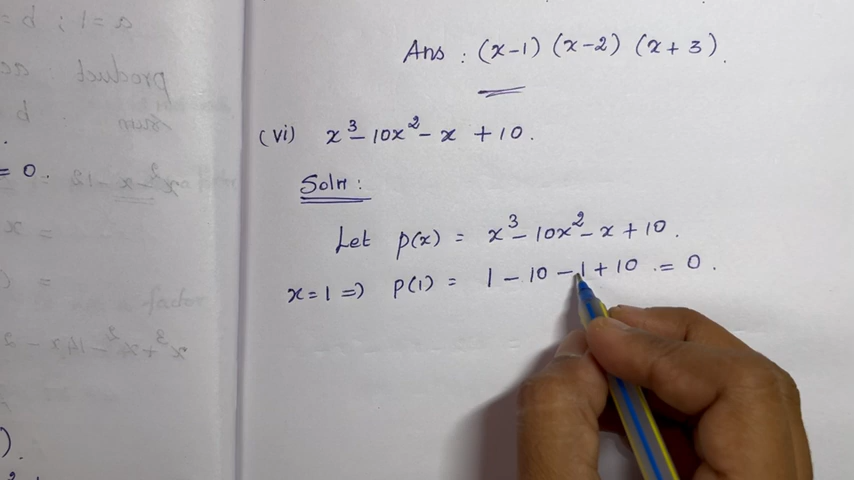 Ans : (x-1) (x-2) (x+3).
(vi) x³-10x²-x+10.
Soln :
Let p(x) = x³-10x²-x+10.
x=1 => p(1) = 1-10-1+10 = 0.
= 0.
).